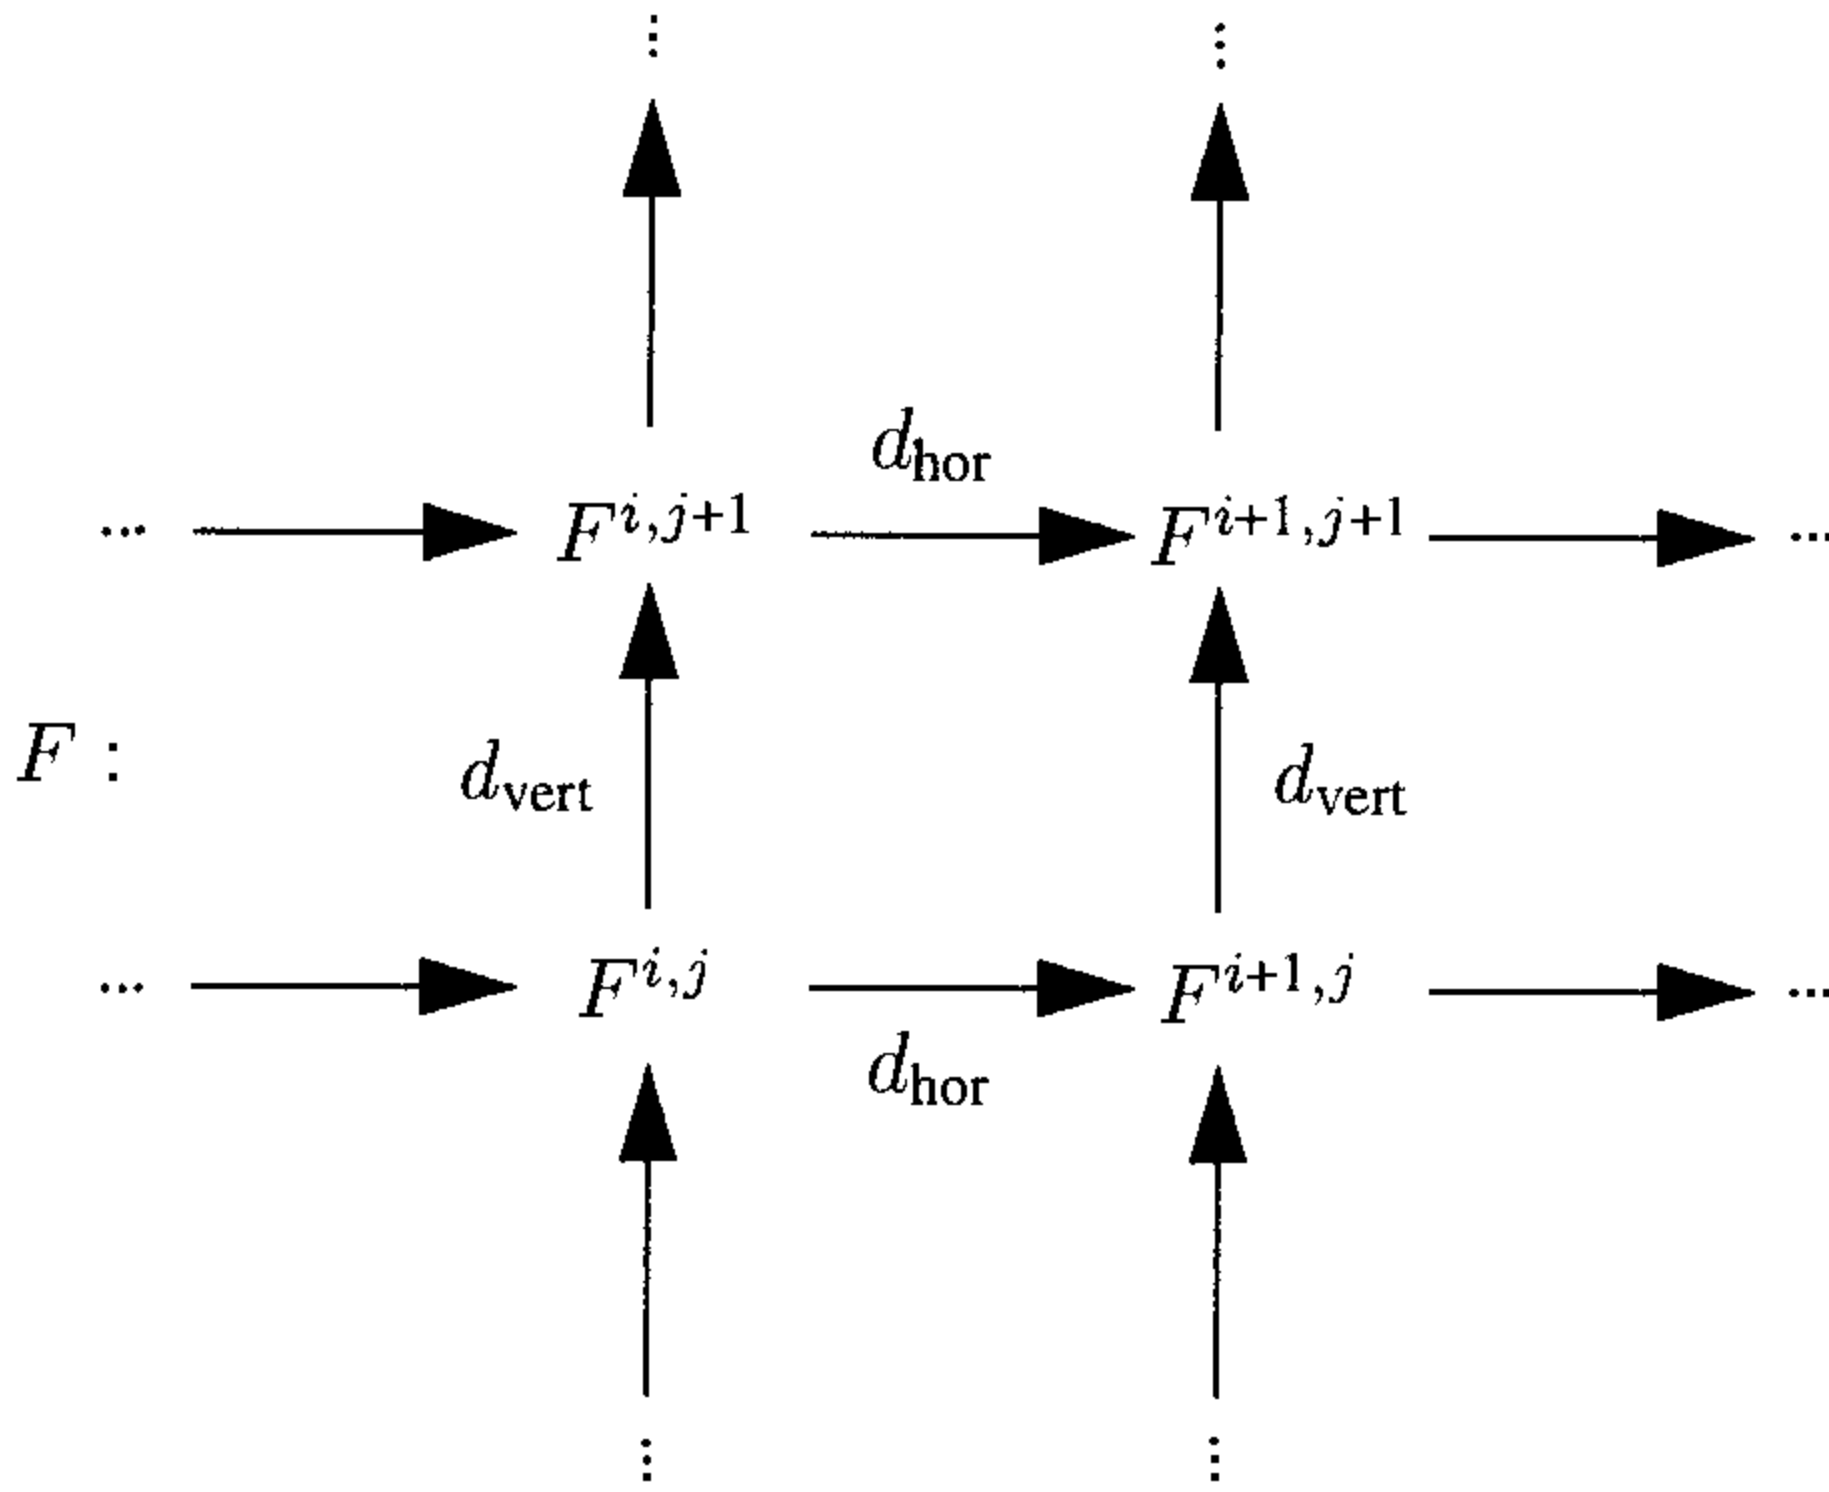 ⋮ ⋮
d_hor
... F^{i,j+1} F^{i+1,j+1} ...
F : d_vert d_vert
... F^{i,j} F^{i+1,j} ...
d_hor
⋮ ⋮